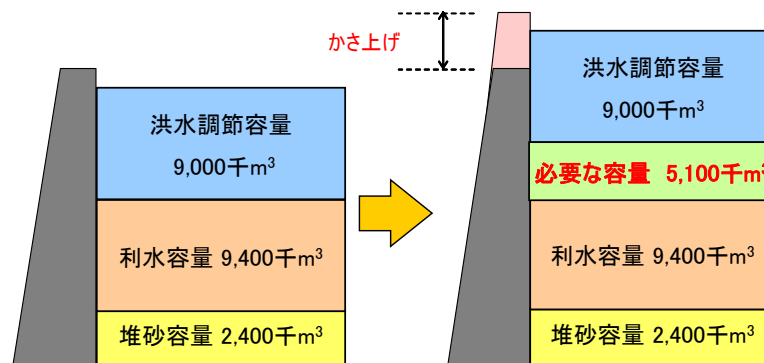 かさ上げ
洪水調節容量
9,000千m³
利水容量 9,400千m³
堆砂容量 2,400千m³
洪水調節容量
9,000千m³
必要な容量 5,100千m³
利水容量 9,400千m³
堆砂容量 2,400千m³